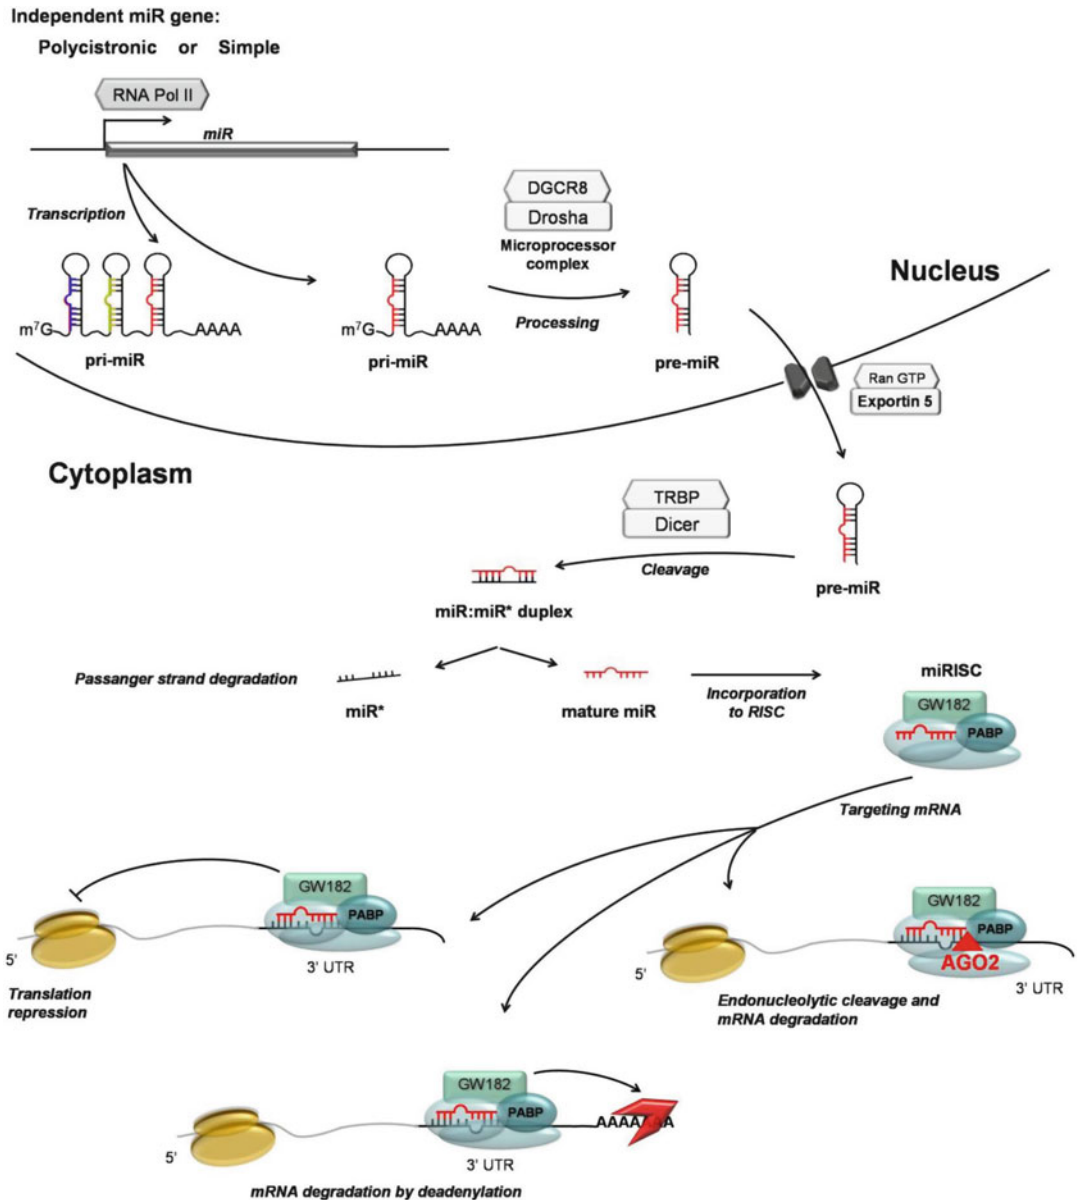 Independent miR gene:
Polycistronic or Simple
RNA Pol II
miR
Transcription
DGCR8
Drosha
Microprocessor
complex
Processing
Nucleus
m⁷G
AAAA
pri-miR
m⁷G
AAAA
pri-miR
pre-miR
Ran GTP
Exportin 5
Cytoplasm
TRBP
Dicer
Cleavage
pre-miR
miR:miR* duplex
Passanger strand degradation
miR*
mature miR
Incorporation
to RISC
miRISC
GW182
PABP
Targeting mRNA
GW182
PABP
5'
3' UTR
Translation
repression
GW182
PABP
AGO2
5'
3' UTR
Endonucleolytic cleavage and
mRNA degradation
GW182
PABP
AAAAAAA
5'
3' UTR
mRNA degradation by deadenylation